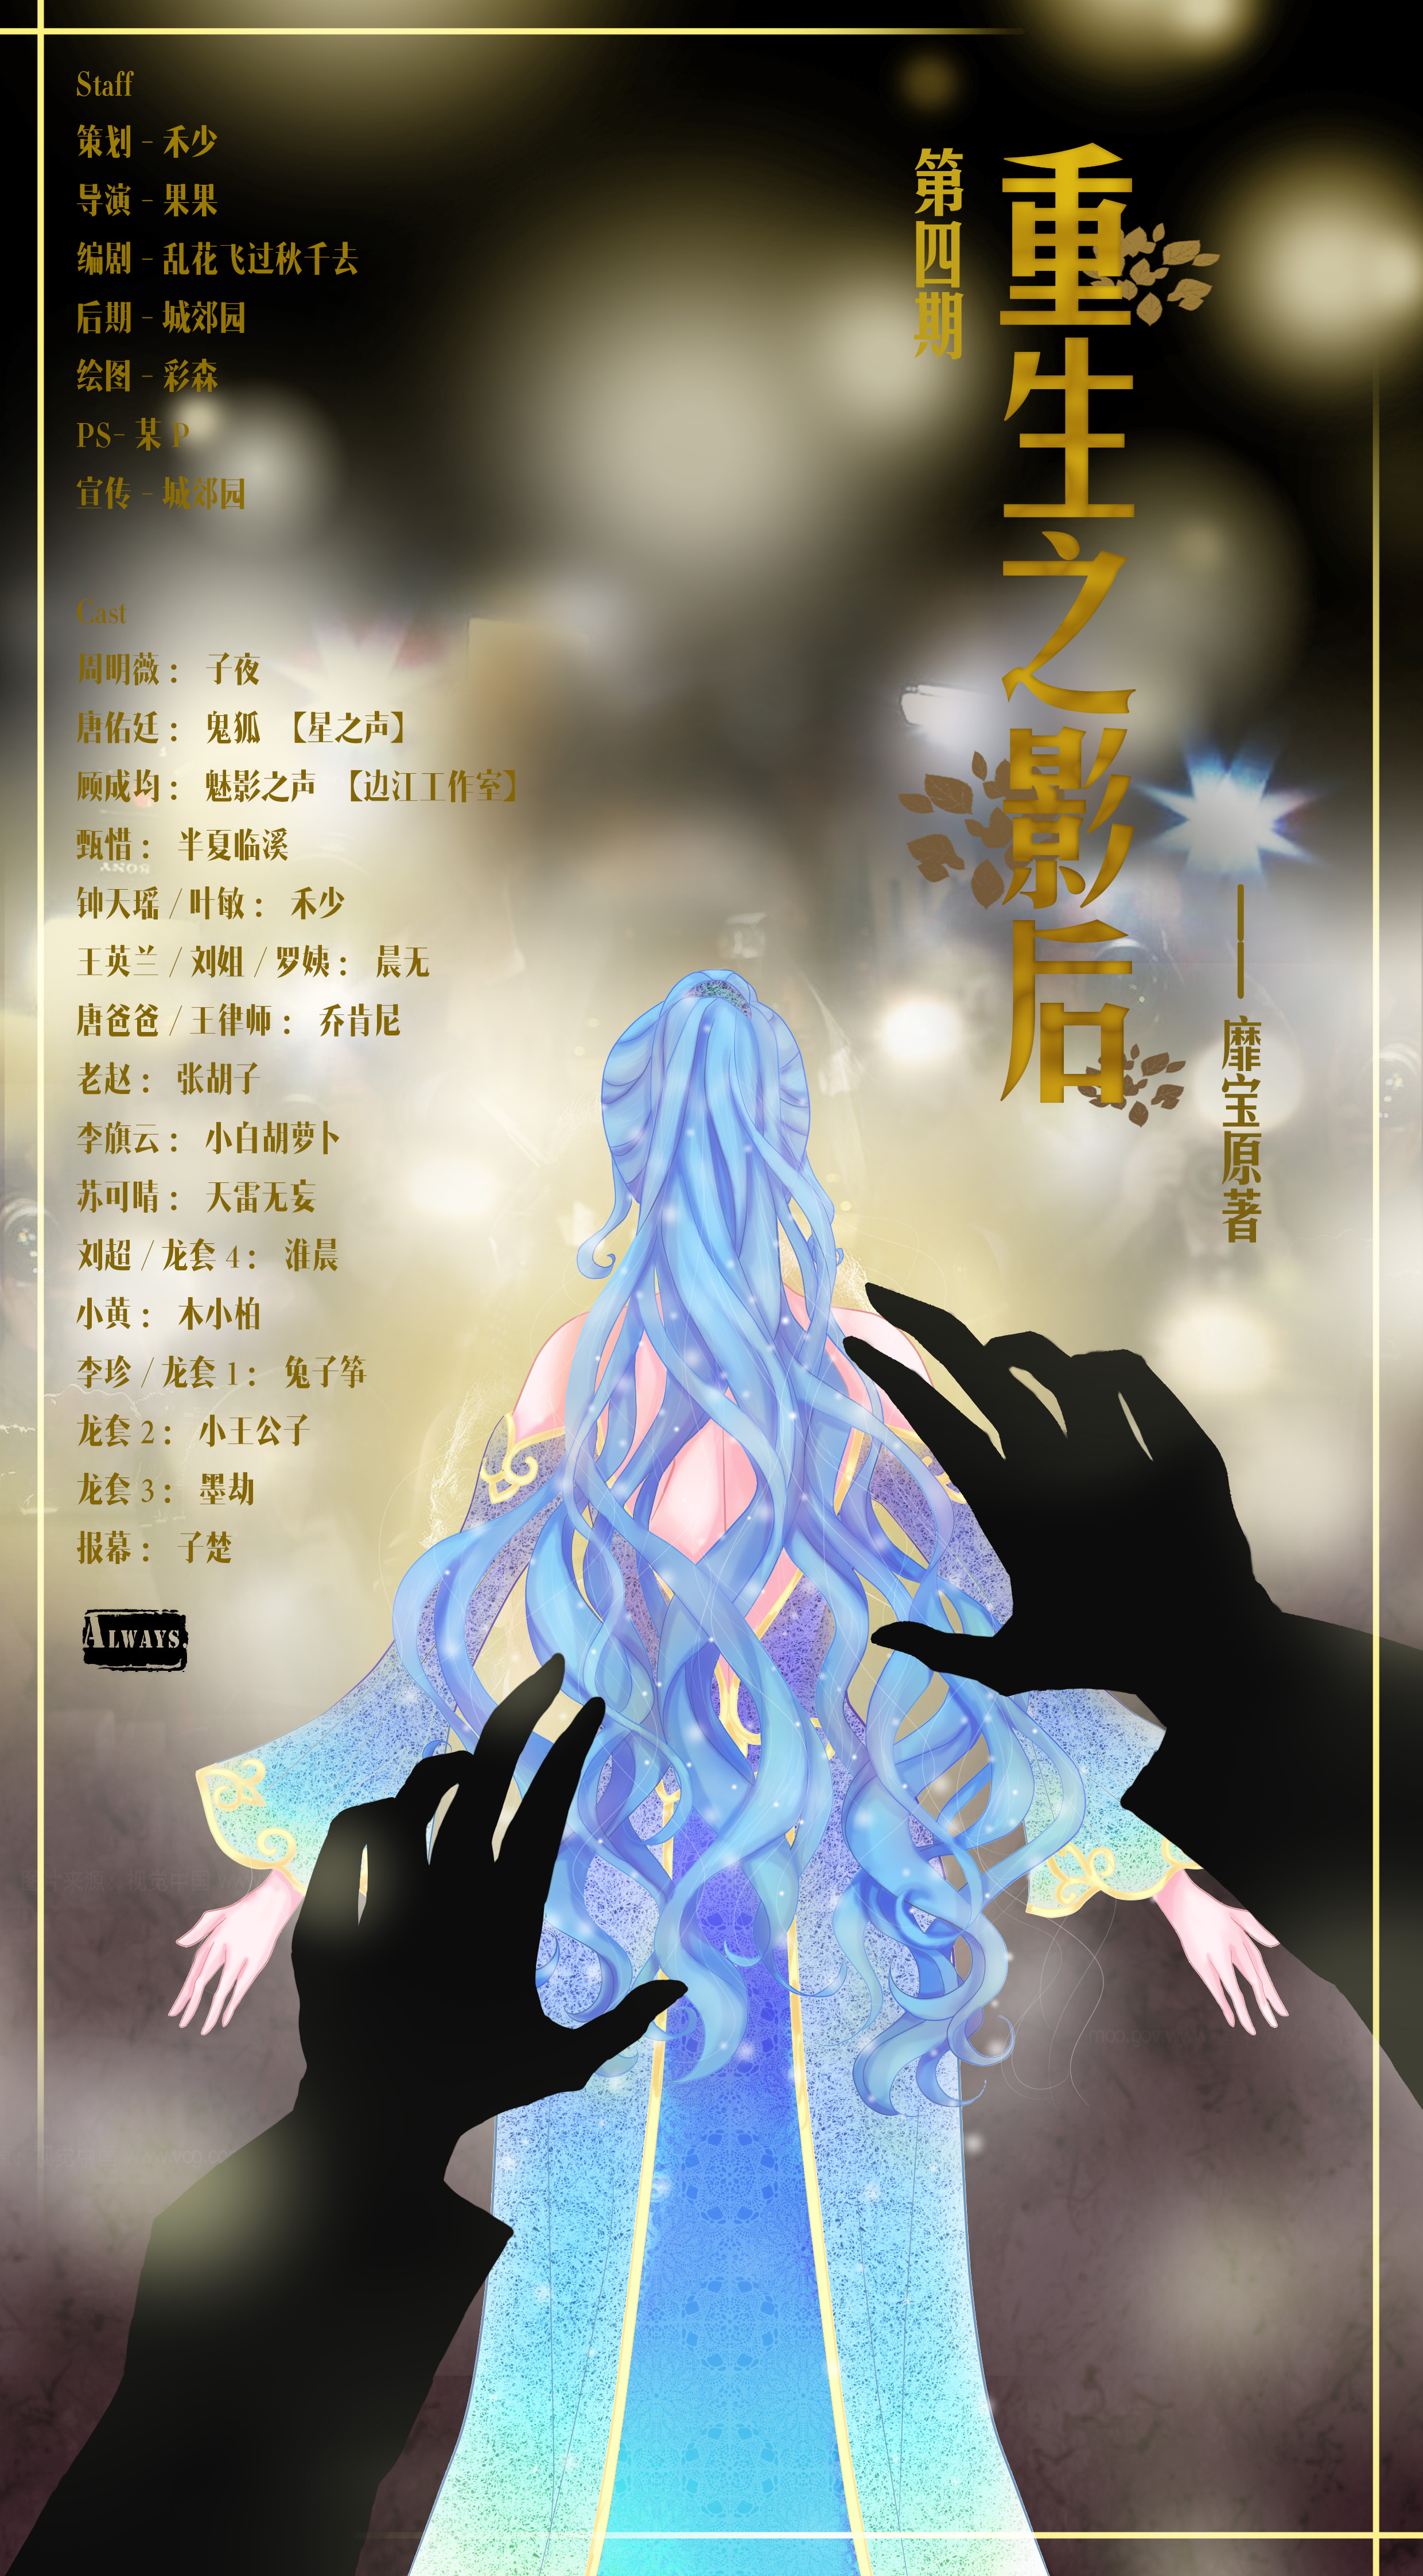 Staff
策划 - 禾少
导演 - 果果
编剧 - 乱花飞过秋千去
后期 - 城郊园
绘图 - 彩森
PS- 某 P
宣传 - 城郊园
Cast
周明薇： 子夜
唐佑廷： 鬼狐 【星之声】
顾成均： 魅影之声 【边江工作室】
甄惜： 半夏临溪
钟天瑶 / 叶敏： 禾少
王英兰 / 刘姐 / 罗姨： 晨无
唐爸爸 / 王律师： 乔肯尼
老赵： 张胡子
李旗云： 小白胡萝卜
苏可晴： 天雷无妄
刘超 / 龙套 4： 淮晨
小黄： 木小柏
李珍 / 龙套 1： 兔子筝
龙套 2： 小王公子
龙套 3： 墨劫
报幕： 子楚
ALWAYS
重生之影后
第四期
——靡宝原著